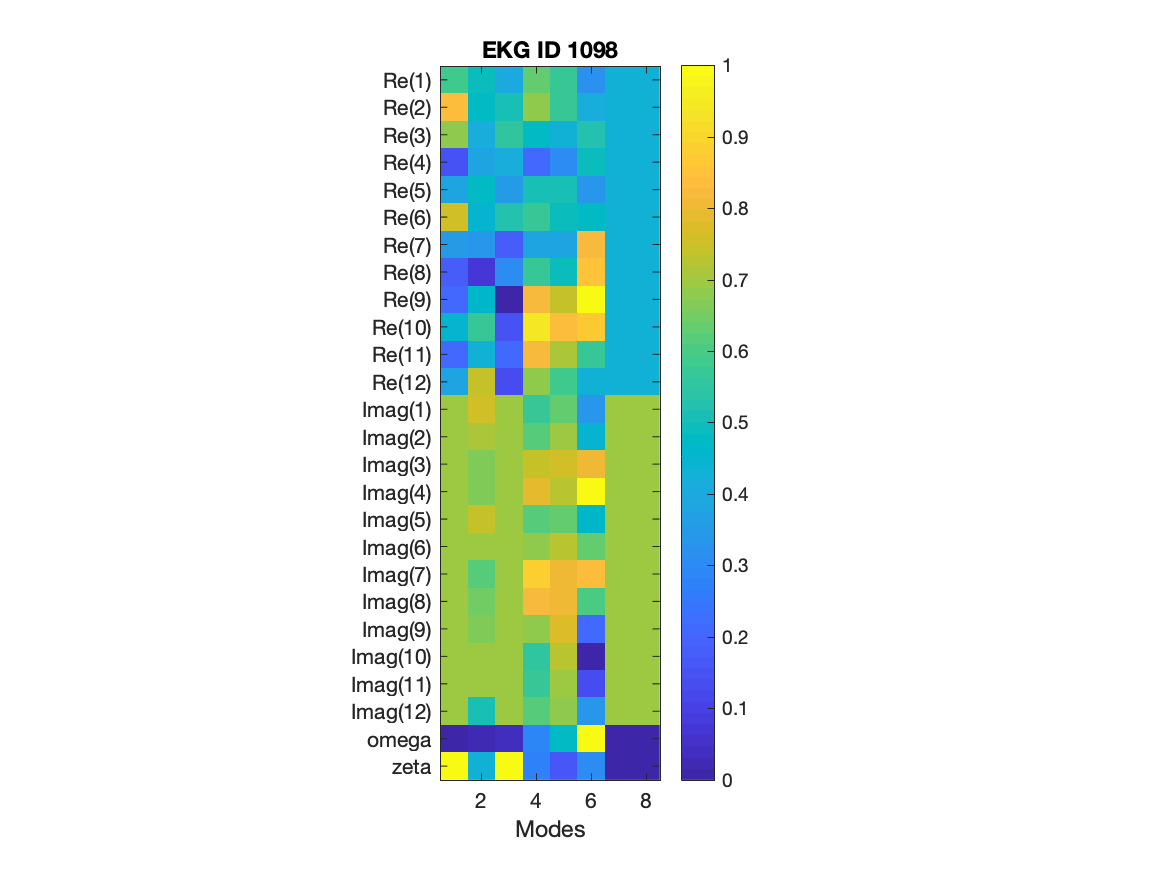 EKG ID 1098
Re(1)
Re(2)
Re(3)
Re(4)
Re(5)
Re(6)
Re(7)
Re(8)
Re(9)
Re(10)
Re(11)
Re(12)
Imag(1)
Imag(2)
Imag(3)
Imag(4)
Imag(5)
Imag(6)
Imag(7)
Imag(8)
Imag(9)
Imag(10)
Imag(11)
Imag(12)
omega
zeta
2 4 6 8
Modes
1
0.9
0.8
0.7
0.6
0.5
0.4
0.3
0.2
0.1
0